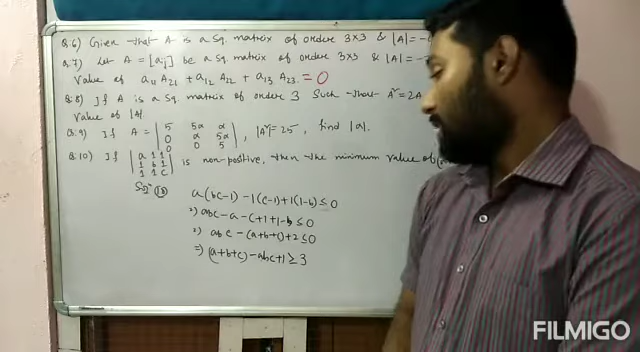 Q.6) Given that A is a sq. matrix of order 3×3 & |A|= -
Q.7) Let A = [aij] be a sq. matrix of order 3×3 & |A|= -
value of a11 A21 + a12 A22 + a13 A23. = 0
Q.8) If A is a sq. matrix of order 3 such that A² = 2A
value of |A|.
Q.9) If A = | 5 5α α | , |A²| = 25, find |α|.
0 α 5α
0 0 5
Q.10) If | a 1 1 | is non-positive, then the minimum value of
1 b 1
1 1 c
Sol^n (10)
a(bc-1) -1(c-1)+1(1-b) ≤ 0
⇒) abc - a - c+1+1-b ≤ 0
⇒) abc - (a+b+c)+2 ≤ 0
⇒ (a+b+c) - abc+1 ≥ 3
FILMIGO